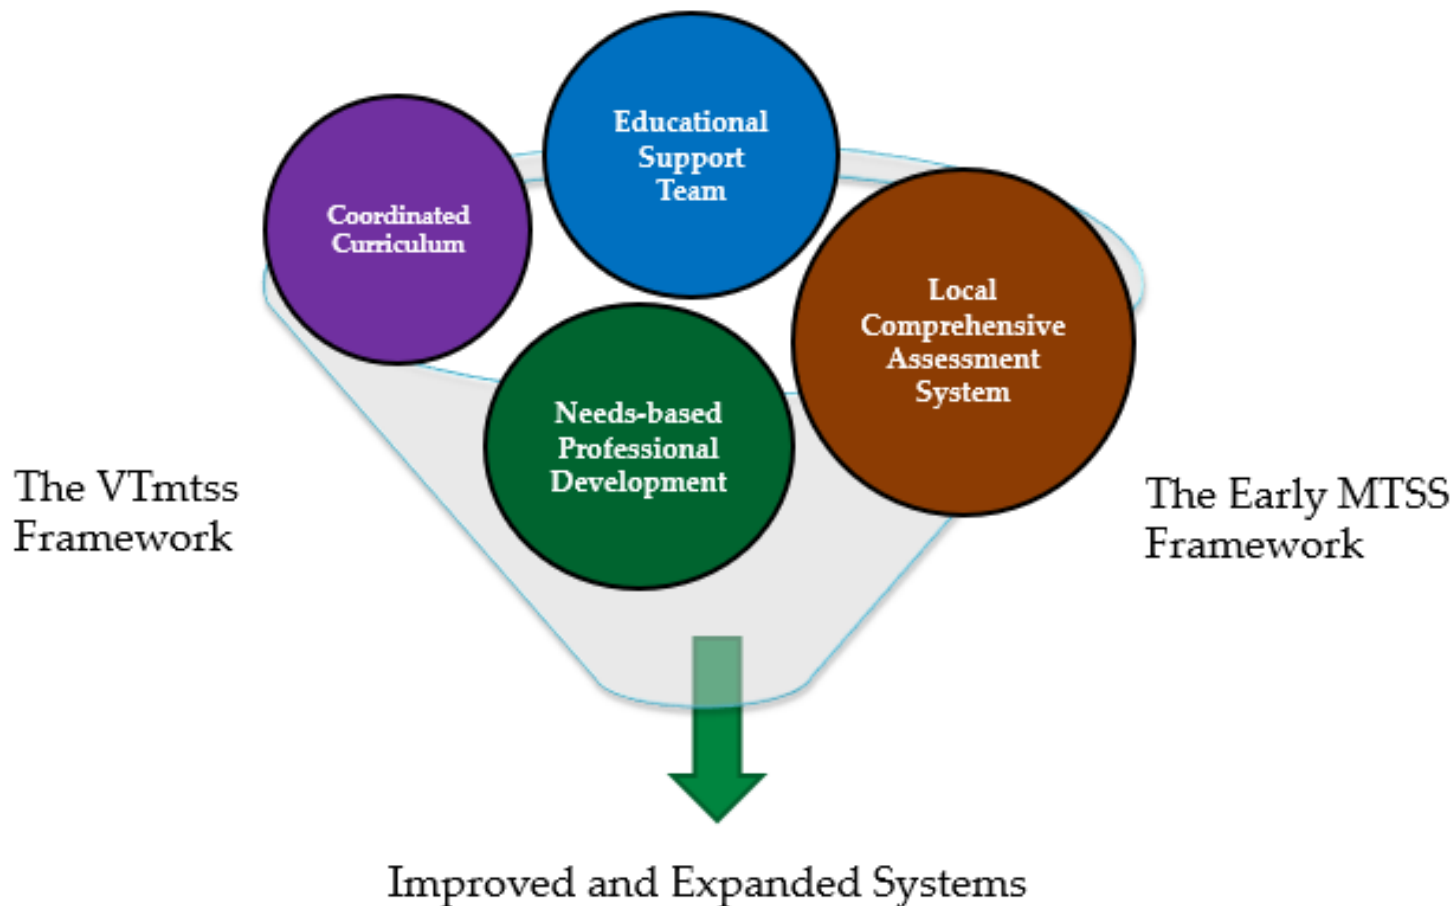 Educational
Support
Team
Coordinated
Curriculum
Local
Comprehensive
Assessment
System
Needs-based
Professional
Development
The VTmtss
Framework
The Early MTSS
Framework
Improved and Expanded Systems